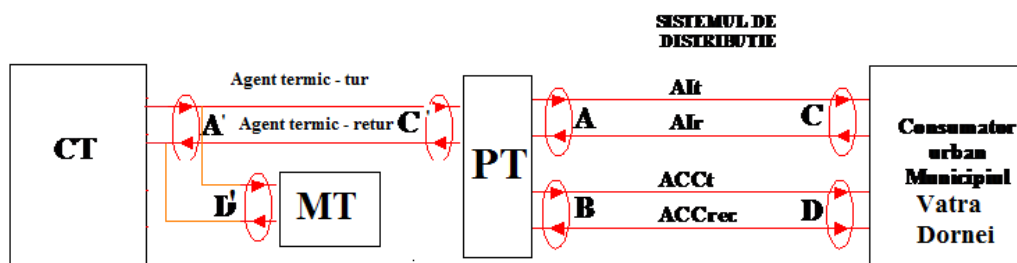 SISTEMUL DE
DISTRIBUTIE
Agent termic - tur
AIt
A'
Agent termic - retur
C'
A
AIr
C
CT
PT
Consumator
urban
Municipiul
Vatra
Dornei
D'
MT
ACCt
B
ACCrec
D